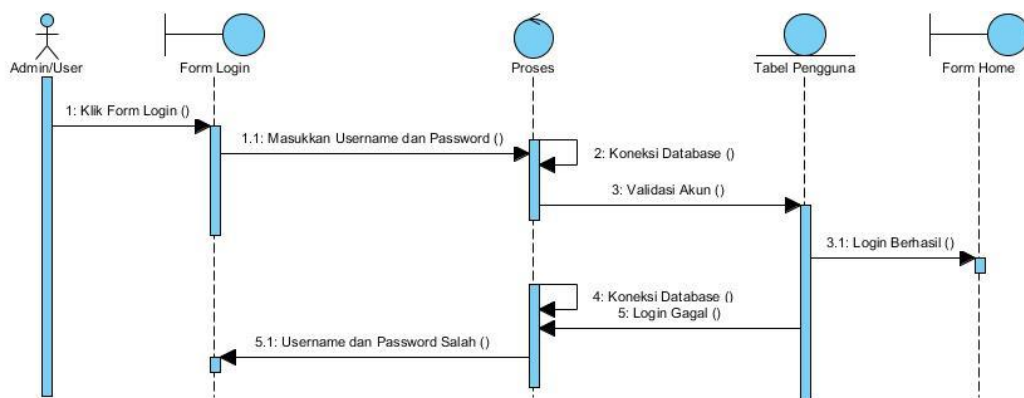 Admin/User
Form Login
Proses
Tabel Pengguna
Form Home
1: Klik Form Login ()
1.1: Masukkan Username dan Password ()
2: Koneksi Database ()
3: Validasi Akun ()
3.1: Login Berhasil ()
4: Koneksi Database ()
5: Login Gagal ()
5.1: Username dan Password Salah ()